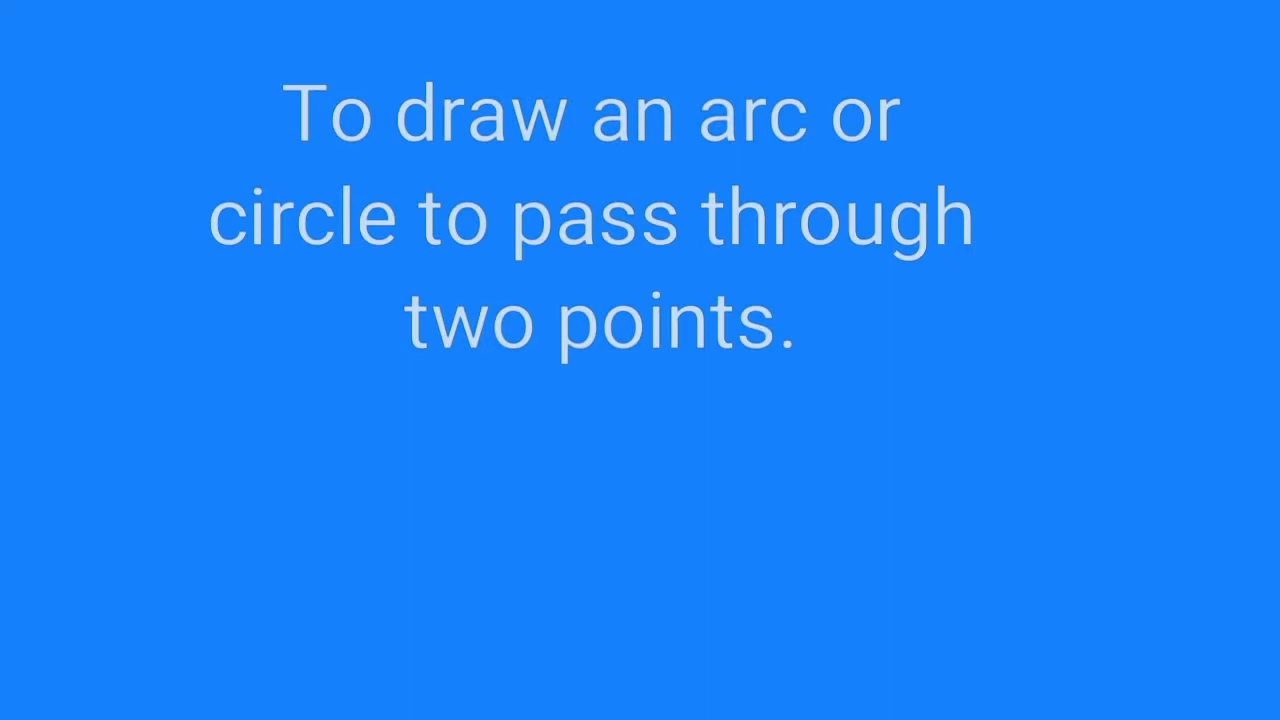 To draw an arc or
circle to pass through
two points.